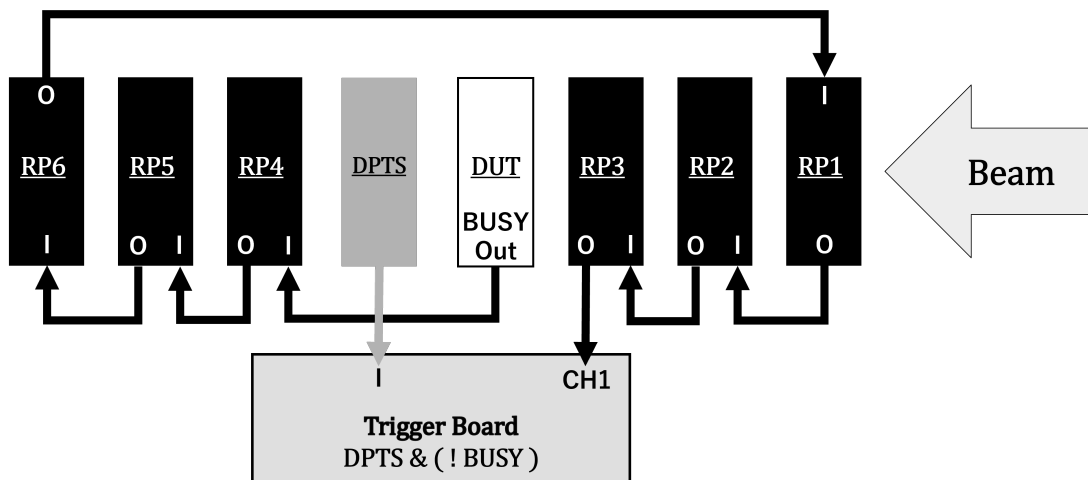 O
I
RP6
RP5
RP4
DPTS
DUT
RP3
RP2
RP1
Beam
BUSY
Out
I
O I
O I
O I
O I
O
I
CH1
Trigger Board
DPTS & ( ! BUSY )